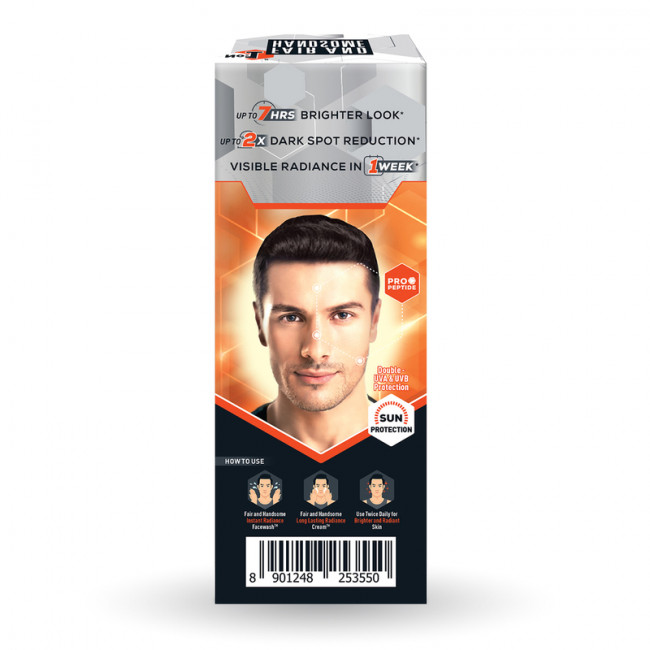 FAIR AND
HANDSOME
UP TO 7 HRS BRIGHTER LOOK*
UP TO 2X DARK SPOT REDUCTION*
VISIBLE RADIANCE IN 1 WEEK*
PRO
PEPTIDE
Double
UVA & UVB
Protection
SUN
PROTECTION
HOW TO USE
Fair and Handsome
Instant Radiance
Facewash™
Fair and Handsome
Long Lasting Radiance
Cream™
Use Twice Daily for
Brighter and Radiant
Skin
8 901248 253550